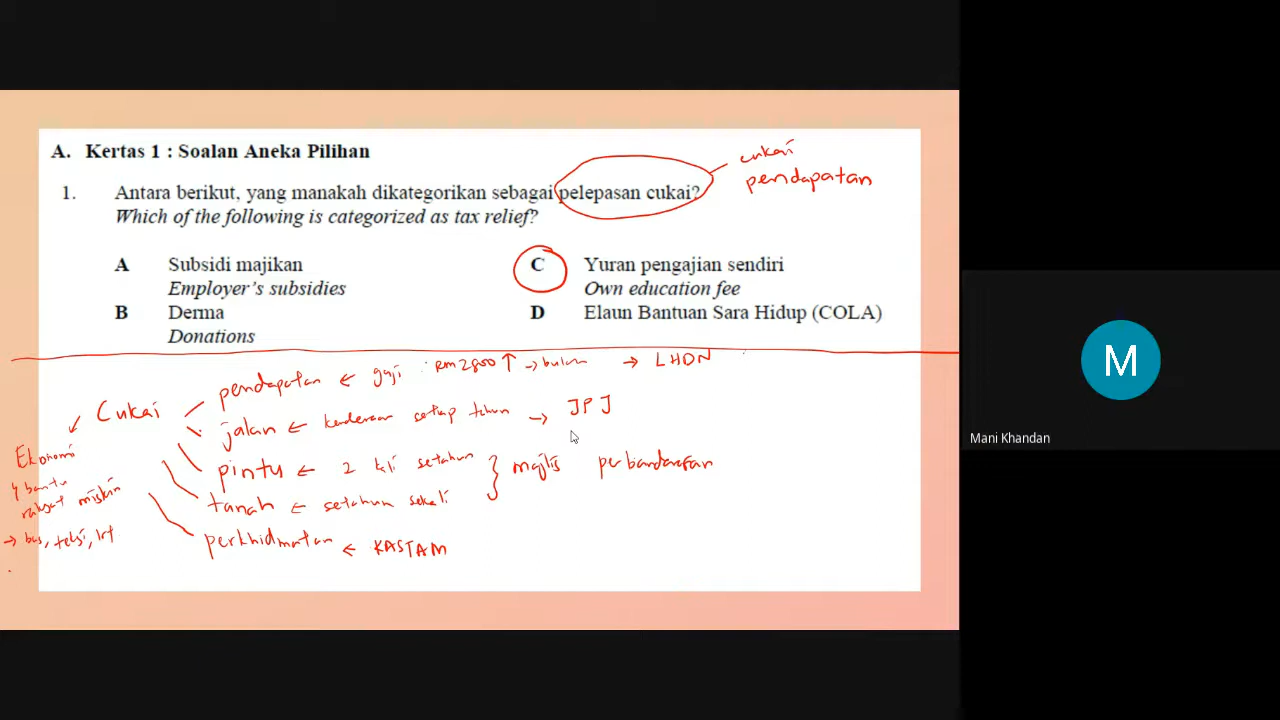 A. Kertas 1 : Soalan Aneka Pilihan
1. Antara berikut, yang manakah dikategorikan sebagai pelepasan cukai?
Which of the following is categorized as tax relief?
cukai
pendapatan
A Subsidi majikan
Employer's subsidies
B Derma
Donations
C Yuran pengajian sendiri
Own education fee
D Elaun Bantuan Sara Hidup (COLA)
Cukai
pendapatan ← gaji : RM2800 ↑ → bulan → LHDN
jalan ← kenderaan setiap tahun → JPJ
pintu ← 2 kali setahun
tanah ← setahun sekali
} majlis perbandaran
perkhidmatan ← KASTAM
Ekonomi
↳ bantu
rakyat miskin
→ bas, teksi, lrt
M
Mani Khandan